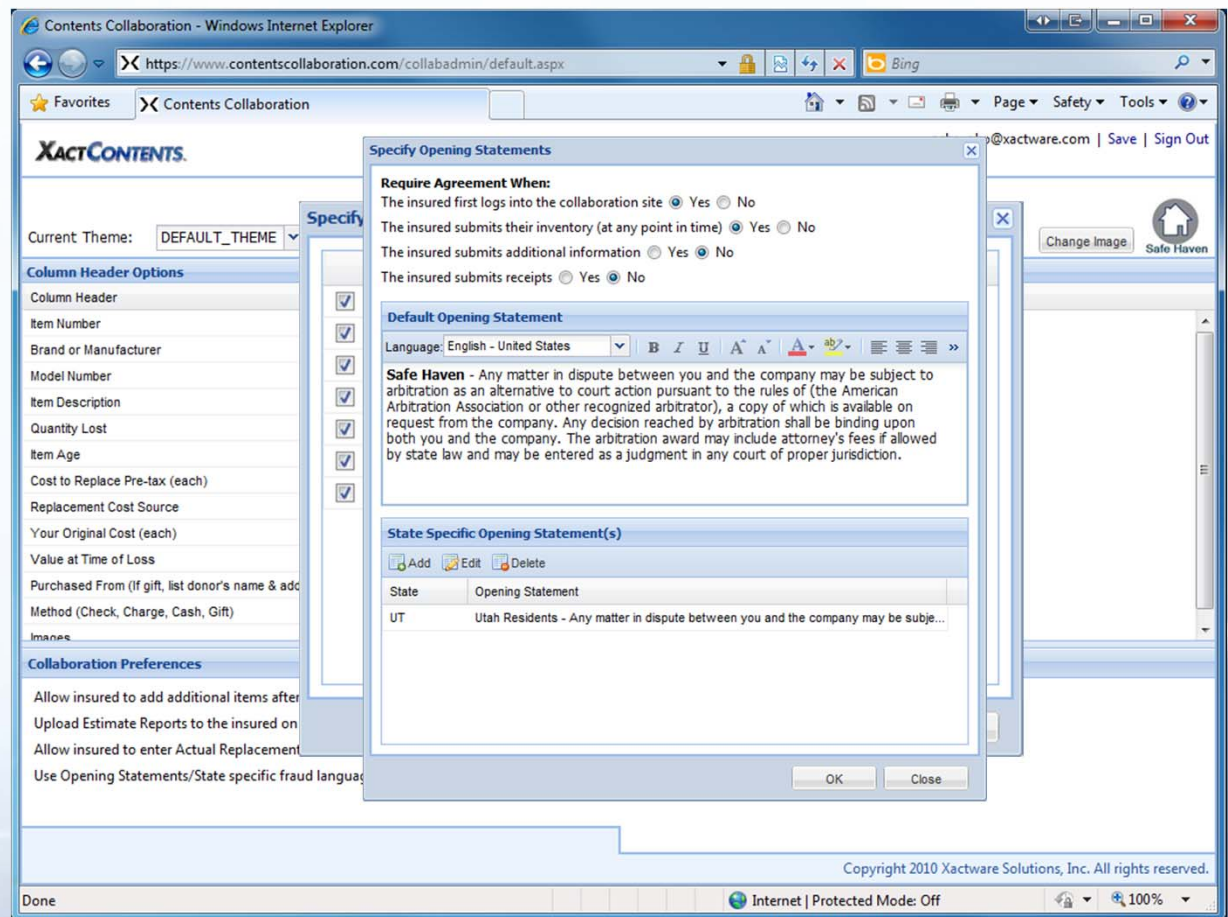 Contents Collaboration - Windows Internet Explorer
https://www.contentscollaboration.com/collabadmin/default.aspx
Bing
Favorites
Contents Collaboration
Page
Safety
Tools
XACTCONTENTS.
@xactware.com | Save | Sign Out
Current Theme: DEFAULT_THEME
Change Image
Safe Haven
Column Header Options
Column Header
Item Number
Brand or Manufacturer
Model Number
Item Description
Quantity Lost
Item Age
Cost to Replace Pre-tax (each)
Replacement Cost Source
Your Original Cost (each)
Value at Time of Loss
Purchased From (If gift, list donor's name & add
Method (Check, Charge, Cash, Gift)
Images
Collaboration Preferences
Allow insured to add additional items after
Upload Estimate Reports to the insured on
Allow insured to enter Actual Replacement
Use Opening Statements/State specific fraud languag
Specify
Specify Opening Statements
Require Agreement When:
The insured first logs into the collaboration site Yes No
The insured submits their inventory (at any point in time) Yes No
The insured submits additional information Yes No
The insured submits receipts Yes No
Default Opening Statement
Language: English - United States B I U A A A ab »
Safe Haven - Any matter in dispute between you and the company may be subject to
arbitration as an alternative to court action pursuant to the rules of (the American
Arbitration Association or other recognized arbitrator), a copy of which is available on
request from the company. Any decision reached by arbitration shall be binding upon
both you and the company. The arbitration award may include attorney's fees if allowed
by state law and may be entered as a judgment in any court of proper jurisdiction.
State Specific Opening Statement(s)
Add Edit Delete
State Opening Statement
UT Utah Residents - Any matter in dispute between you and the company may be subje...
OK Close
Copyright 2010 Xactware Solutions, Inc. All rights reserved.
Done
Internet | Protected Mode: Off
100%